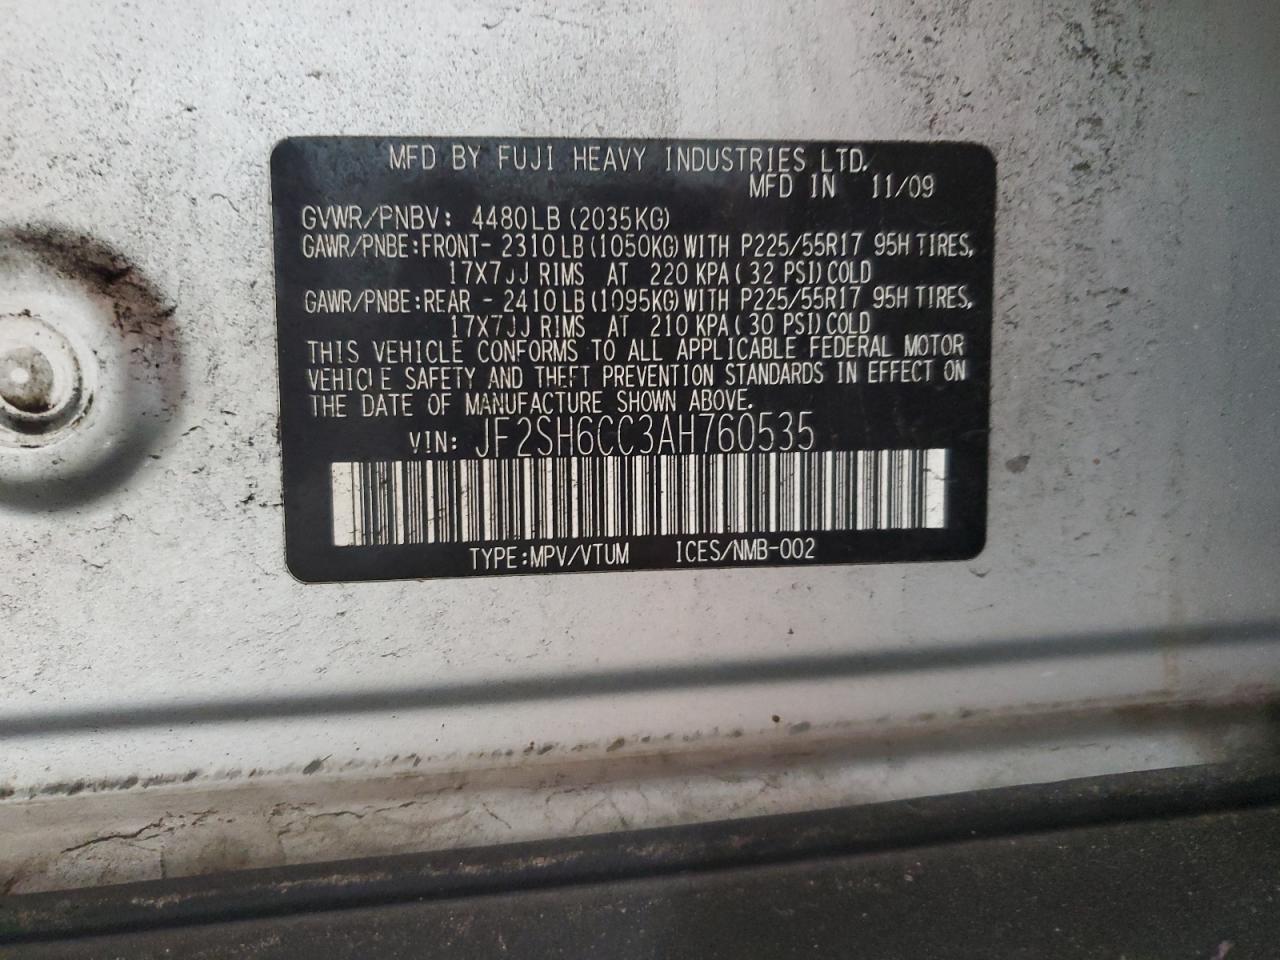 MFD BY FUJI HEAVY INDUSTRIES LTD.
MFD IN 11/09
GVWR/PNBV: 4480LB (2035KG)
GAWR/PNBE:FRONT- 2310LB (1050KG) WITH P225/55R17 95H TIRES,
17X7JJ RIMS AT 220 KPA (32 PSI) COLD
GAWR/PNBE:REAR - 2410LB (1095KG) WITH P225/55R17 95H TIRES,
17X7JJ RIMS AT 210 KPA (30 PSI) COLD
THIS VEHICLE CONFORMS TO ALL APPLICABLE FEDERAL MOTOR
VEHICLE SAFETY AND THEFT PREVENTION STANDARDS IN EFFECT ON
THE DATE OF MANUFACTURE SHOWN ABOVE.
VIN: JF2SH6CC3AH760535
TYPE:MPV/VTUM ICES/NMB-002